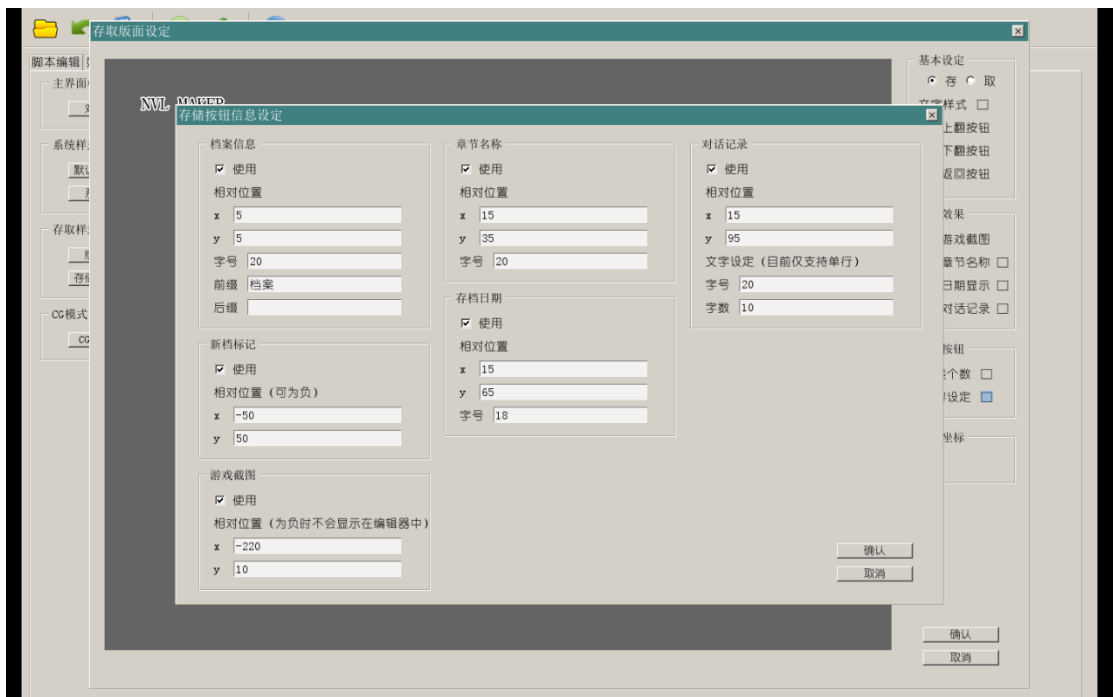 存取版面设定
脚本编辑
主界面
系统样
默认
存取样
存储
CG模式
CG
NVL MAKER
存储按钮信息设定
档案信息
使用
相对位置
x 5
y 5
字号 20
前缀 档案
后缀
新档标记
使用
相对位置 (可为负)
x -50
y 50
游戏截图
使用
相对位置 (为负时不会显示在编辑器中)
x -220
y 10
章节名称
使用
相对位置
x 15
y 35
字号 20
存档日期
使用
相对位置
x 15
y 65
字号 18
对话记录
使用
相对位置
x 15
y 95
文字设定 (目前仅支持单行)
字号 20
字数 10
确认
取消
基本设定
存 取
文字样式
上翻按钮
下翻按钮
返回按钮
效果
游戏截图
章节名称
日期显示
对话记录
按钮
个数
设定
坐标
确认
取消